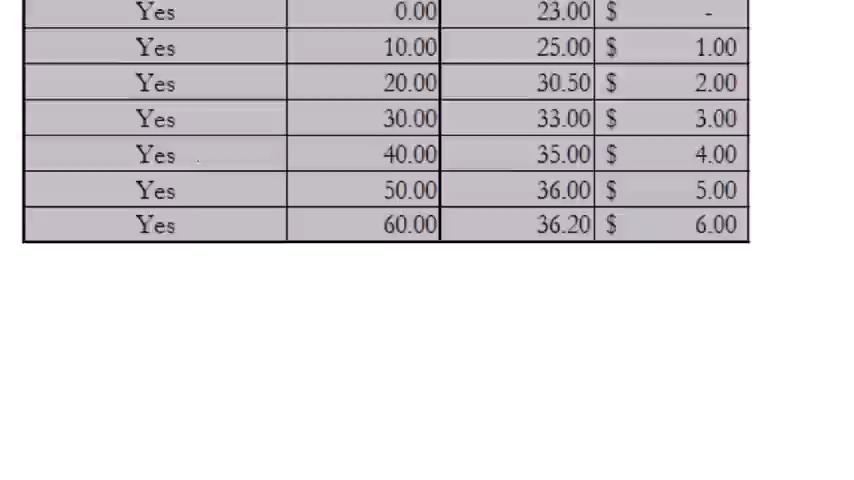 Yes 0.00 23.00 $ -
Yes 10.00 25.00 $ 1.00
Yes 20.00 30.50 $ 2.00
Yes 30.00 33.00 $ 3.00
Yes 40.00 35.00 $ 4.00
Yes 50.00 36.00 $ 5.00
Yes 60.00 36.20 $ 6.00